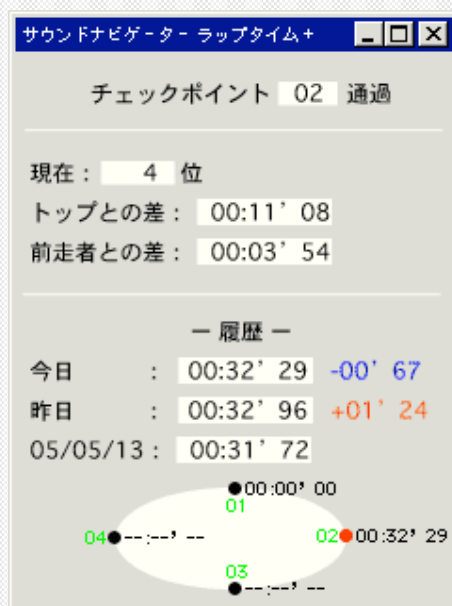 サウンドナビゲーター ラップタイム+
チェックポイント 02 通過
現在: 4 位
トップとの差: 00:11' 08
前走者との差: 00:03' 54
― 履歴 ―
今日 : 00:32' 29 -00' 67
昨日 : 00:32' 96 +01' 24
05/05/13: 00:31' 72
00:00' 00
01
04 --:--' -- 02 00:32' 29
03
--:--' --